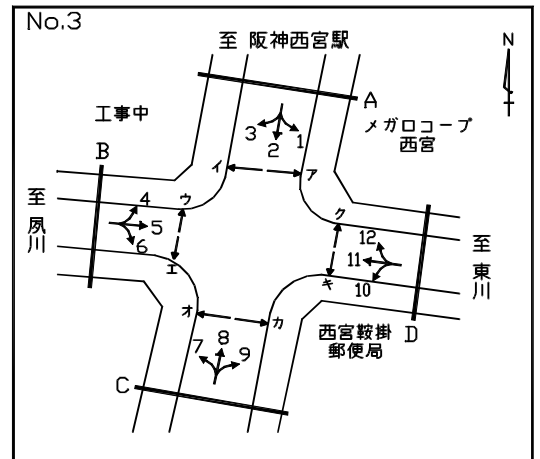 No.3
至 阪神西宮駅
N
工事中
A
メガロコープ
西宮
3
2
1
B
イ
ア
至
夙
川
4
5
6
ウ
エ
ク
キ
12
11
10
至
東
川
オ
カ
7
8
9
西宮鞍掛
郵便局
D
C